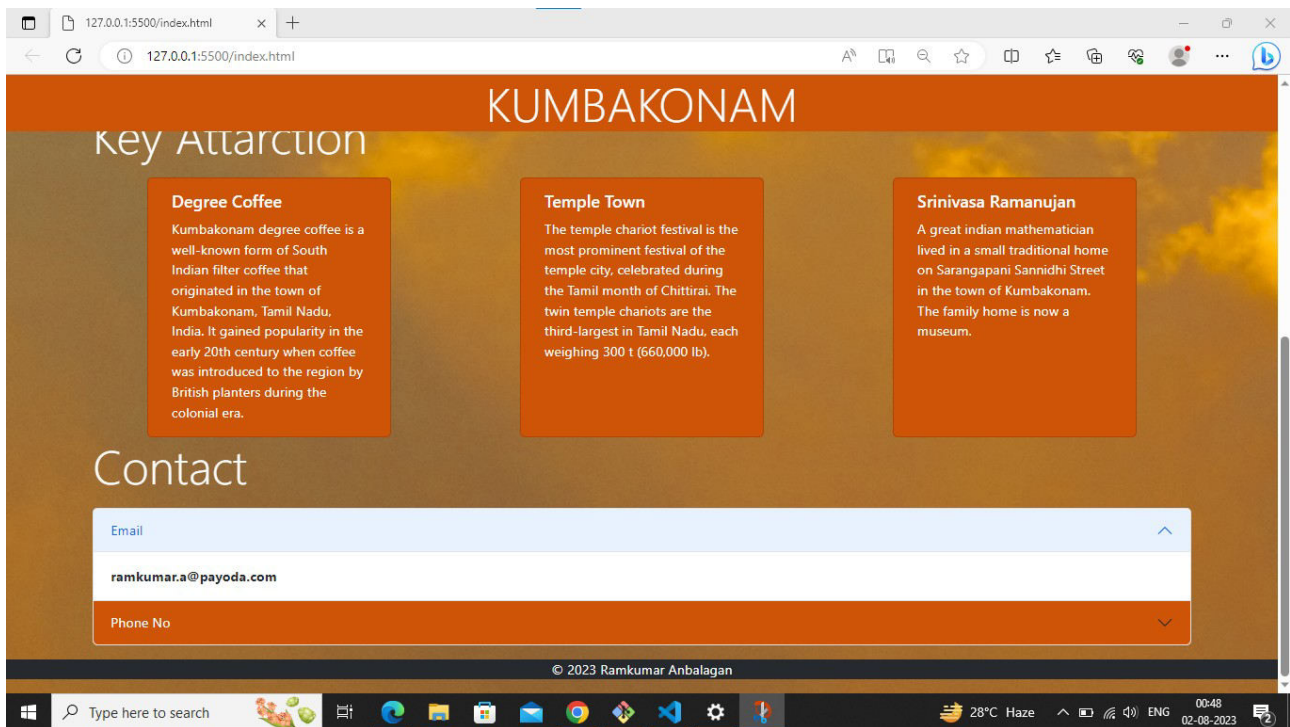 127.0.0.1:5500/index.html
127.0.0.1:5500/index.html
KUMBAKONAM
Key Attarction
Degree Coffee
Kumbakonam degree coffee is a
well-known form of South
Indian filter coffee that
originated in the town of
Kumbakonam, Tamil Nadu,
India. It gained popularity in the
early 20th century when coffee
was introduced to the region by
British planters during the
colonial era.
Temple Town
The temple chariot festival is the
most prominent festival of the
temple city, celebrated during
the Tamil month of Chittirai. The
twin temple chariots are the
third-largest in Tamil Nadu, each
weighing 300 t (660,000 lb).
Srinivasa Ramanujan
A great indian mathematician
lived in a small traditional home
on Sarangapani Sannidhi Street
in the town of Kumbakonam.
The family home is now a
museum.
Contact
Email
ramkumar.a@payoda.com
Phone No
© 2023 Ramkumar Anbalagan
Type here to search
28°C Haze
ENG
00:48
02-08-2023
2